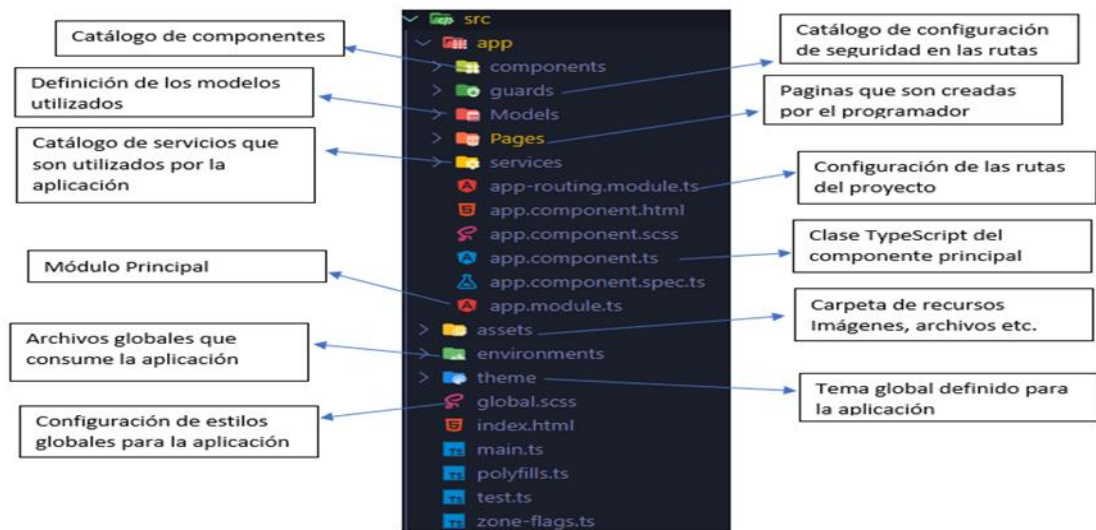 Catálogo de componentes
Definición de los modelos
utilizados
Catálogo de servicios que
son utilizados por la
aplicación
Módulo Principal
Archivos globales que
consume la aplicación
Configuración de estilos
globales para la aplicación
src
app
components
guards
Models
Pages
services
app-routing.module.ts
app.component.html
app.component.scss
app.component.ts
app.component.spec.ts
app.module.ts
assets
environments
theme
global.scss
index.html
TS main.ts
TS polyfills.ts
TS test.ts
TS zone-flags.ts
Catálogo de configuración
de seguridad en las rutas
Paginas que son creadas
por el programador
Configuración de las rutas
del proyecto
Clase TypeScript del
componente principal
Carpeta de recursos
Imágenes, archivos etc.
Tema global definido para
la aplicación